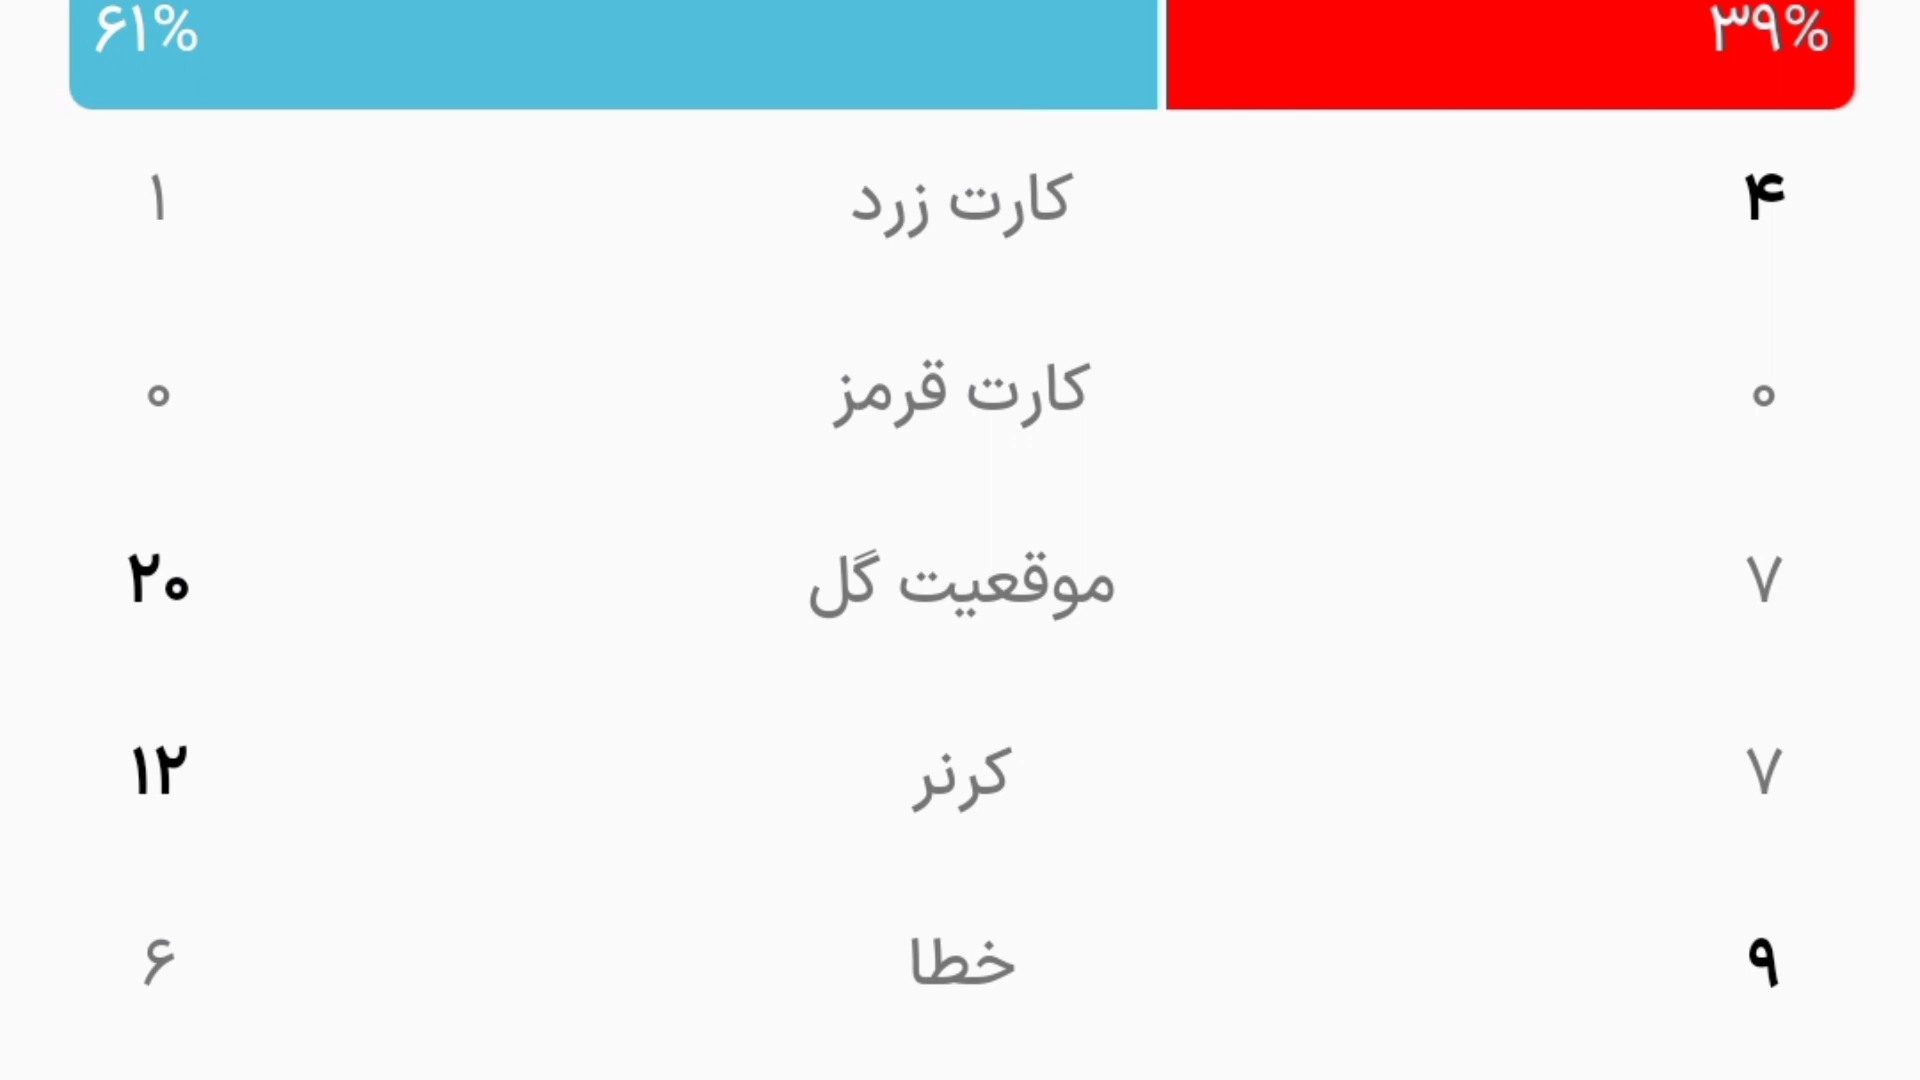 ۳۹% ۶۱%
۴ کارت زرد ۱
۰ کارت قرمز ۰
۷ موقعیت گل ۲۰
۷ کرنر ۱۲
۹ خطا ۶